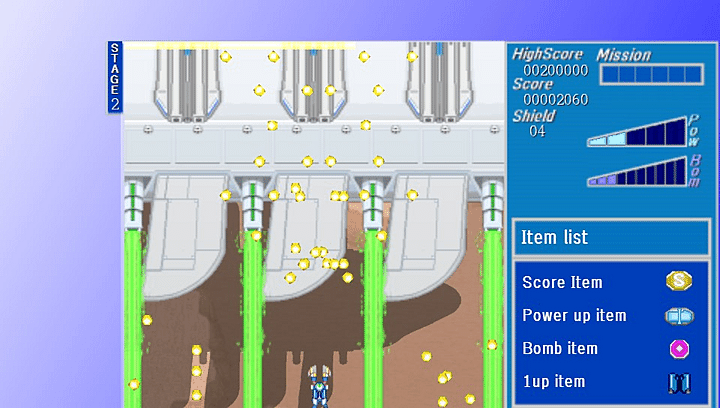 STAGE 2
HighScore
00200000
Score
00002060
Shield
04
Mission
Pow
Bom
Item list
Score Item
S
Power up item
Bomb item
1up item